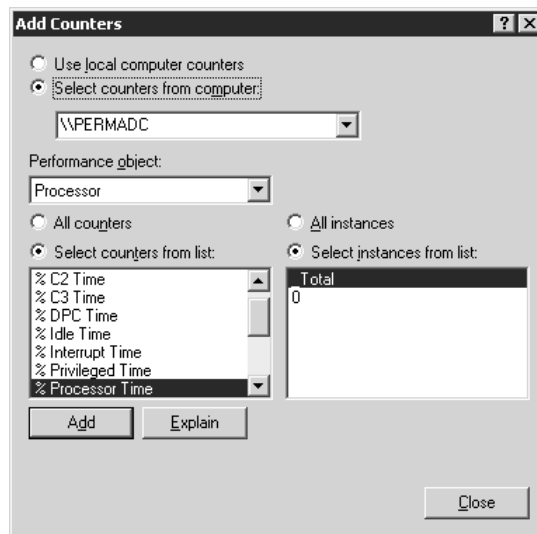 Add Counters
Use local computer counters
Select counters from computer:
\\PERMADC
Performance object:
Processor
All counters
All instances
Select counters from list:
Select instances from list:
% C2 Time
% C3 Time
% DPC Time
% Idle Time
% Interrupt Time
% Privileged Time
% Processor Time
_Total
0
Add
Explain
Close